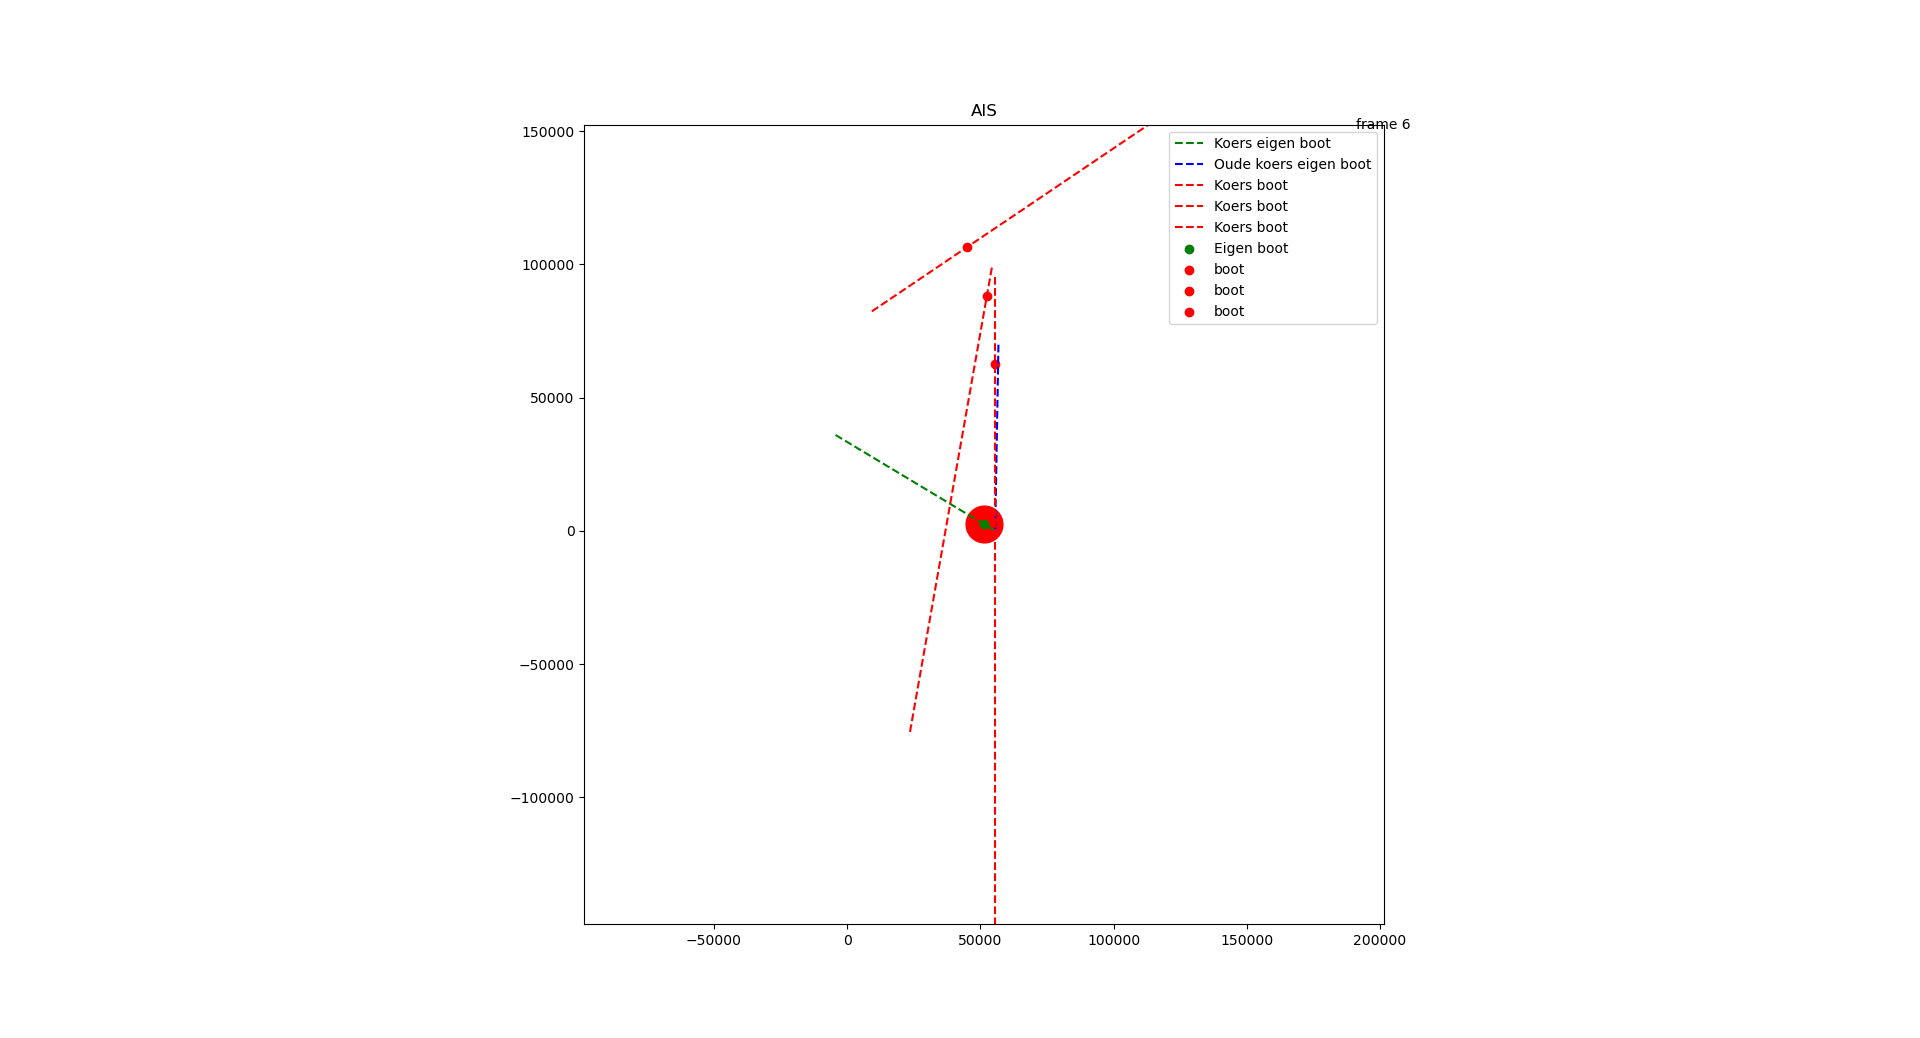 AIS
frame 6
Koers eigen boot
Oude koers eigen boot
Koers boot
Koers boot
Koers boot
Eigen boot
boot
boot
boot
150000
100000
50000
0
−50000
−100000
−50000 0 50000 100000 150000 200000